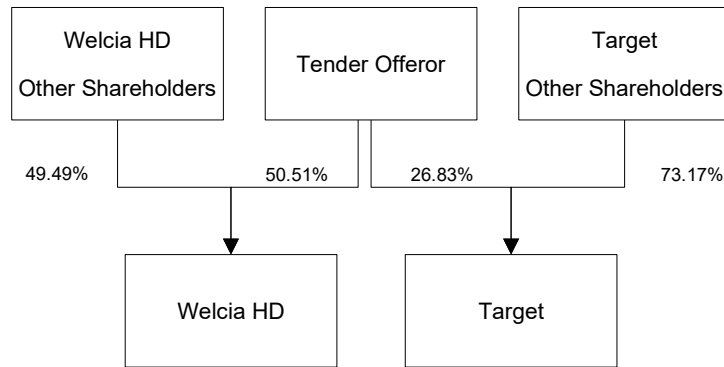 Welcia HD
Other Shareholders
Tender Offeror
Target
Other Shareholders
49.49%
50.51%
26.83%
73.17%
Welcia HD
Target